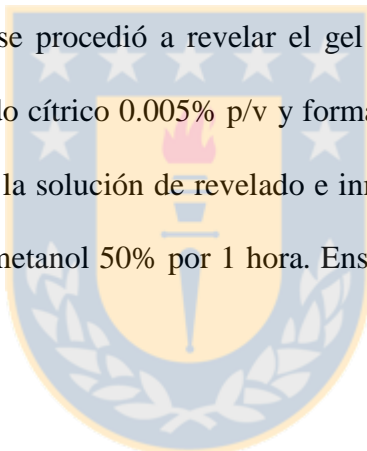 se procedió a revelar el gel
do cítrico 0.005% p/v y forma
la solución de revelado e in
metanol 50% por 1 hora. Ens